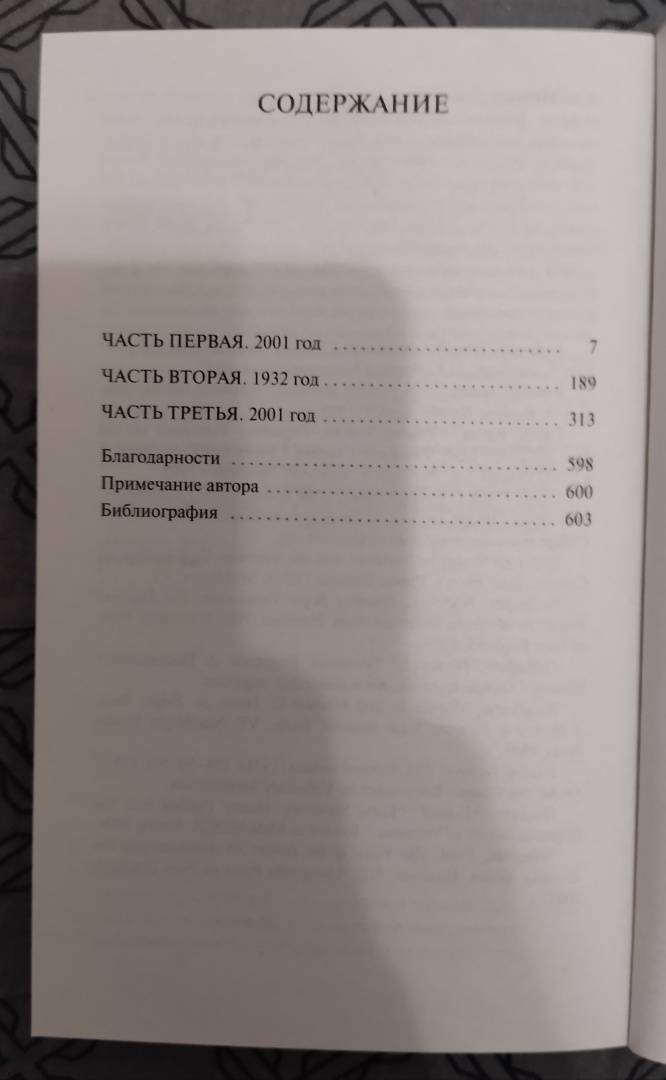 СОДЕРЖАНИЕ
ЧАСТЬ ПЕРВАЯ. 2001 год ........................... 7
ЧАСТЬ ВТОРАЯ. 1932 год ........................... 189
ЧАСТЬ ТРЕТЬЯ. 2001 год ........................... 313
Благодарности ..................................... 598
Примечание автора ................................. 600
Библиография ...................................... 603